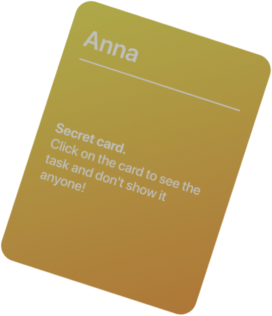 Anna
Secret card.
Click on the card to see the
task and don't show it
anyone!